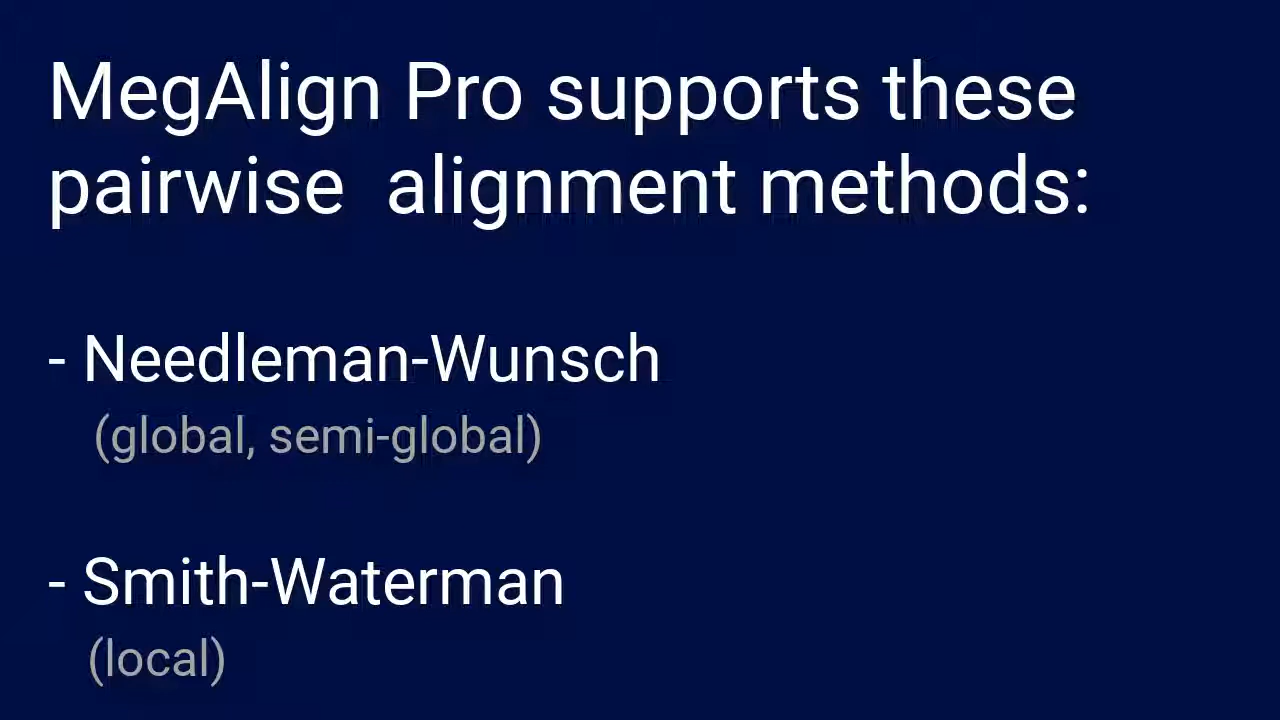 MegAlign Pro supports these
pairwise  alignment methods:
- Needleman-Wunsch
(global, semi-global)
- Smith-Waterman
(local)